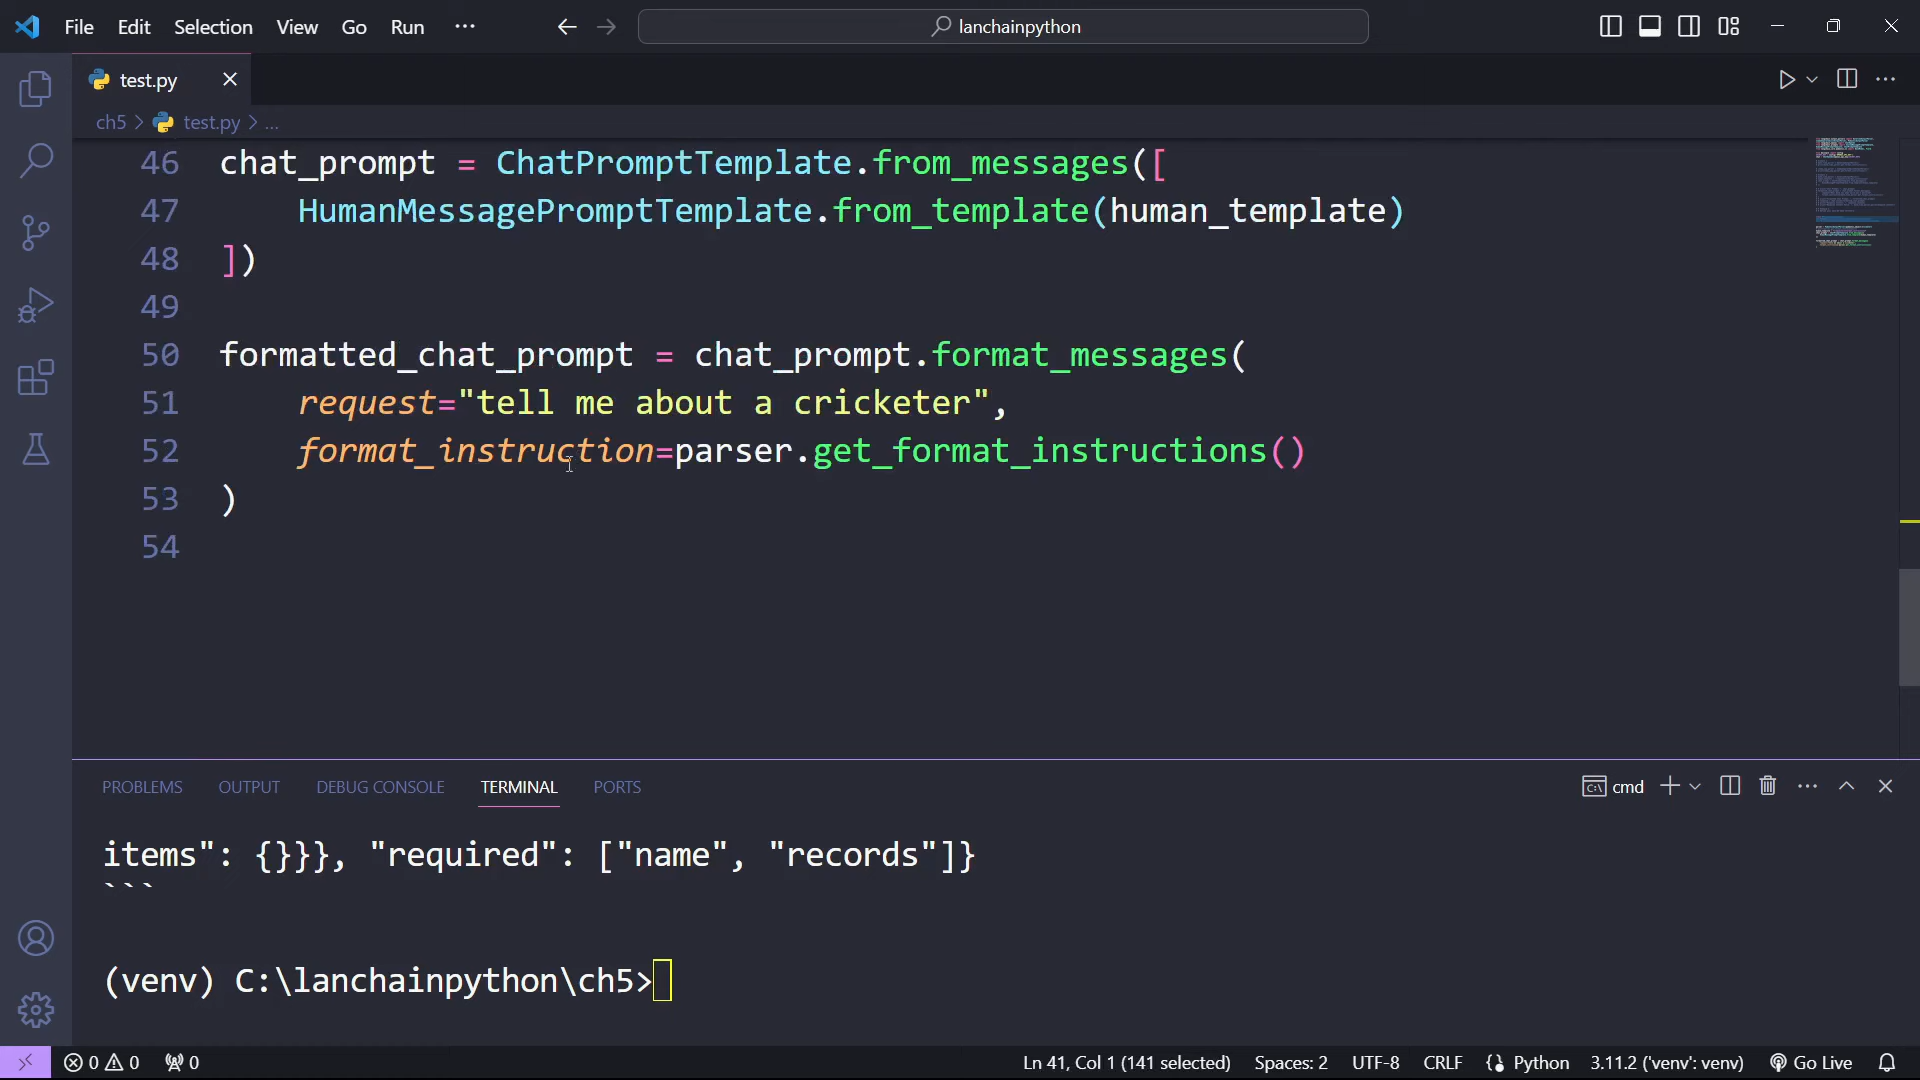 File Edit Selection View Go Run ... lanchainpython
test.py
ch5 > test.py > ...
46 chat_prompt = ChatPromptTemplate.from_messages([
47 HumanMessagePromptTemplate.from_template(human_template)
48 ])
49
50 formatted_chat_prompt = chat_prompt.format_messages(
51 request="tell me about a cricketer",
52 format_instruction=parser.get_format_instructions()
53 )
54
PROBLEMS OUTPUT DEBUG CONSOLE TERMINAL PORTS cmd
items": {}}}, "required": ["name", "records"]}
```
(venv) C:\lanchainpython\ch5>
0 0 0 Ln 41, Col 1 (141 selected) Spaces: 2 UTF-8 CRLF Python 3.11.2 ('venv': venv) Go Live